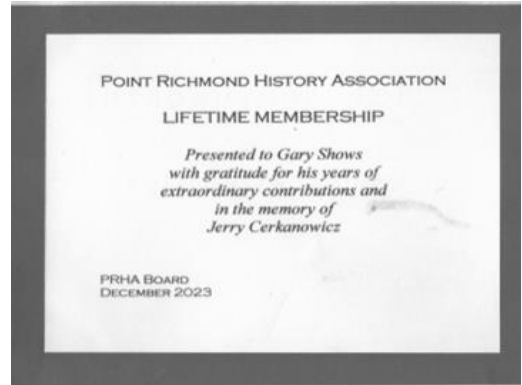 POINT RICHMOND HISTORY ASSOCIATION
LIFETIME MEMBERSHIP
Presented to Gary Shows
with gratitude for his years of
extraordinary contributions and
in the memory of
Jerry Cerkanowicz
PRHA BOARD
DECEMBER 2023